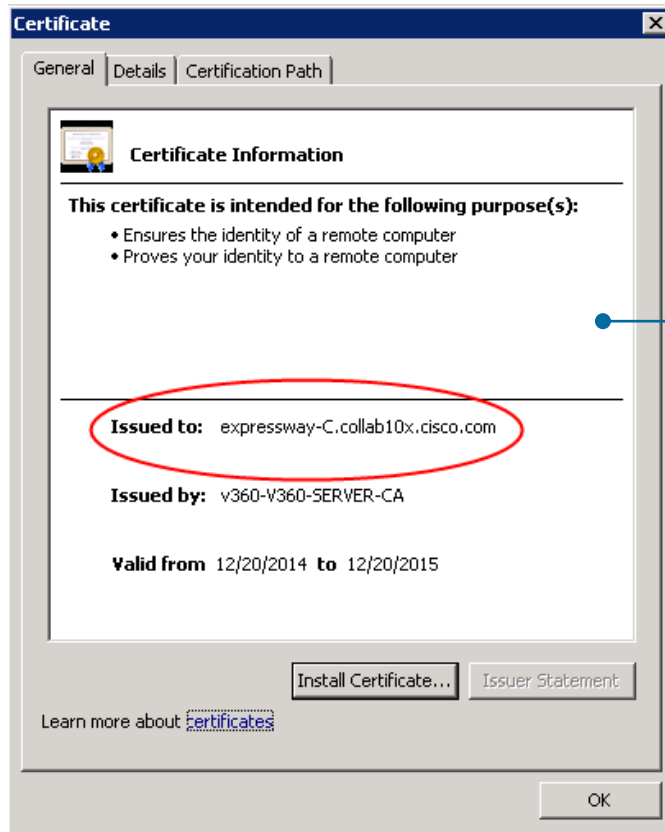 Certificate
General Details Certification Path
Certificate Information
This certificate is intended for the following purpose(s):
• Ensures the identity of a remote computer
• Proves your identity to a remote computer
Issued to: expressway-C.collab10x.cisco.com
Issued by: v360-V360-SERVER-CA
Valid from 12/20/2014 to 12/20/2015
Install Certificate... Issuer Statement
Learn more about certificates
OK